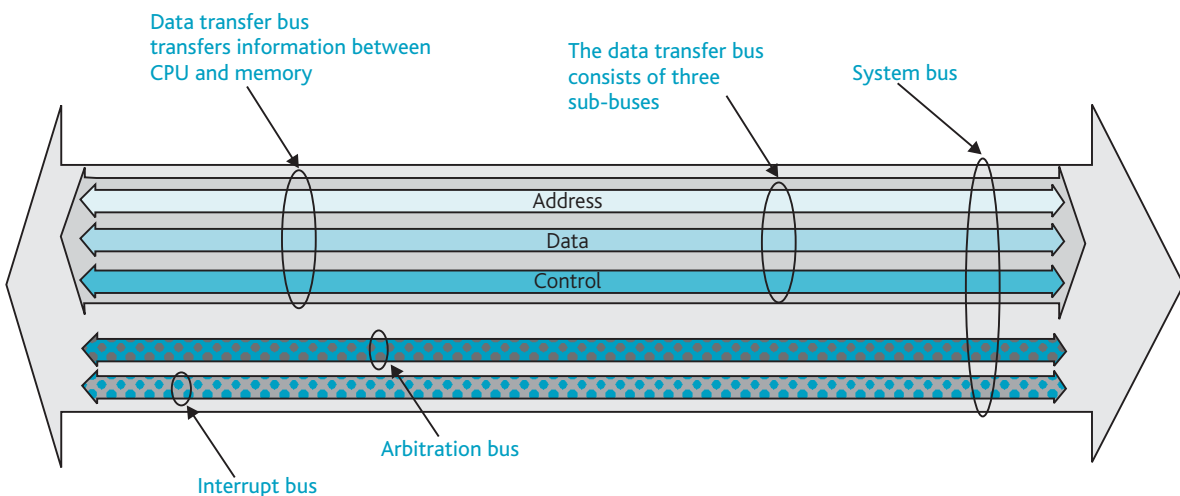 Data transfer bus
transfers information between
CPU and memory
The data transfer bus
consists of three
sub-buses
System bus
Address
Data
Control
Arbitration bus
Interrupt bus